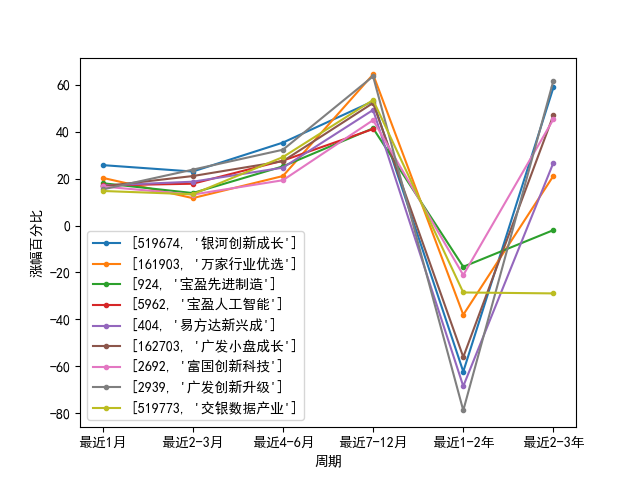 60
40
20
0
−20
−40
−60
−80
涨幅百分比
[519674, '银河创新成长']
[161903, '万家行业优选']
[924, '宝盈先进制造']
[5962, '宝盈人工智能']
[404, '易方达新兴成']
[162703, '广发小盘成长']
[2692, '富国创新科技']
[2939, '广发创新升级']
[519773, '交银数据产业']
最近1月 最近2-3月 最近4-6月 最近7-12月 最近1-2年 最近2-3年
周期